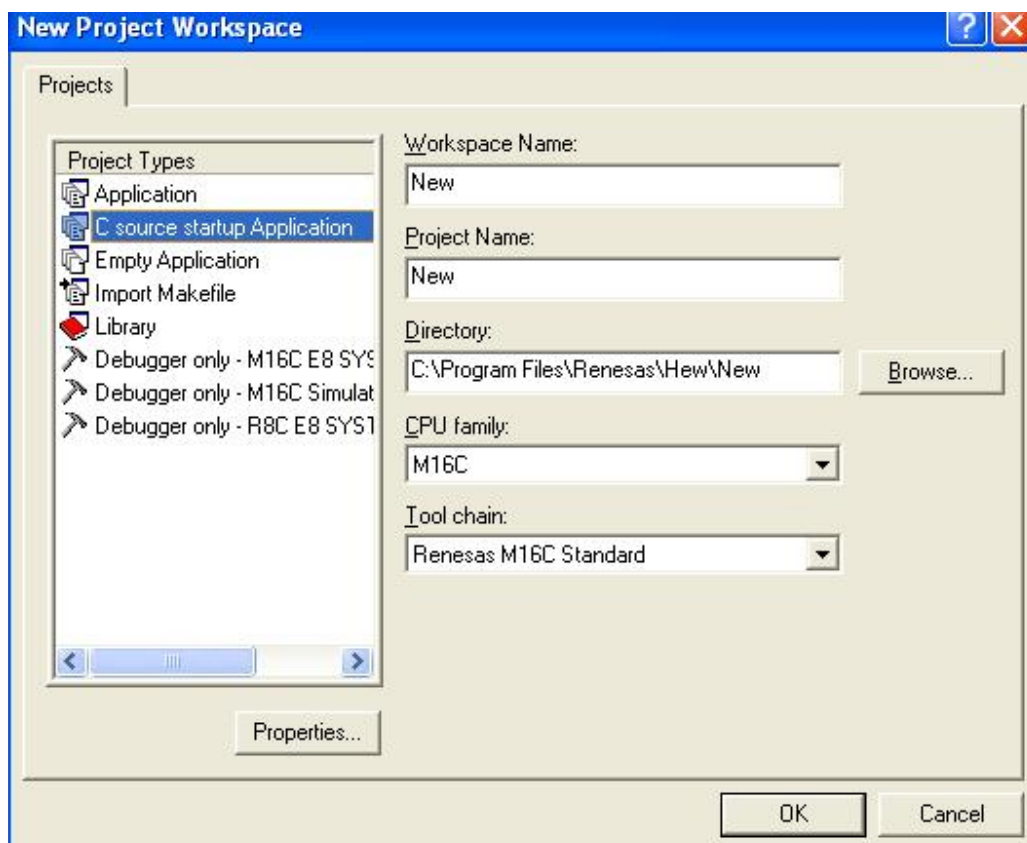 New Project Workspace
Projects
Project Types
Application
C source startup Application
Empty Application
Import Makefile
Library
Debugger only - M16C E8 SYS
Debugger only - M16C Simulat
Debugger only - R8C E8 SYST
Properties...
Workspace Name:
New
Project Name:
New
Directory:
C:\Program Files\Renesas\Hew\New
Browse...
CPU family:
M16C
Tool chain:
Renesas M16C Standard
OK
Cancel